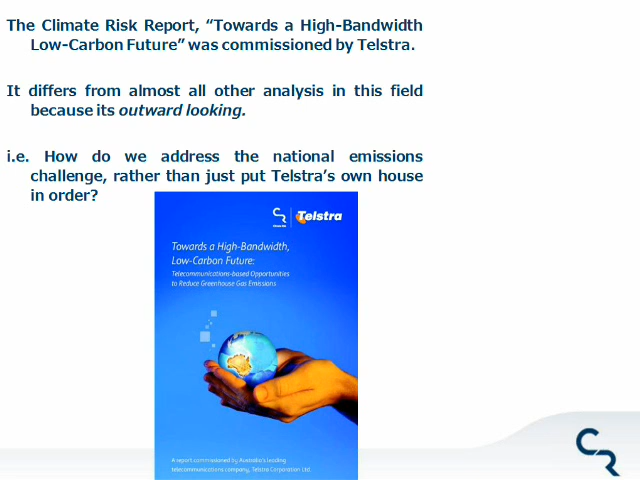 The Climate Risk Report, “Towards a High-Bandwidth
Low-Carbon Future” was commissioned by Telstra.
It differs from almost all other analysis in this field
because its outward looking.
i.e. How do we address the national emissions
challenge, rather than just put Telstra’s own house
in order?
CR Telstra
Towards a High-Bandwidth,
Low-Carbon Future:
Telecommunications-based Opportunities
to Reduce Greenhouse Gas Emissions
A report commissioned by Australia's leading
telecommunications company, Telstra Corporation Ltd.
CR